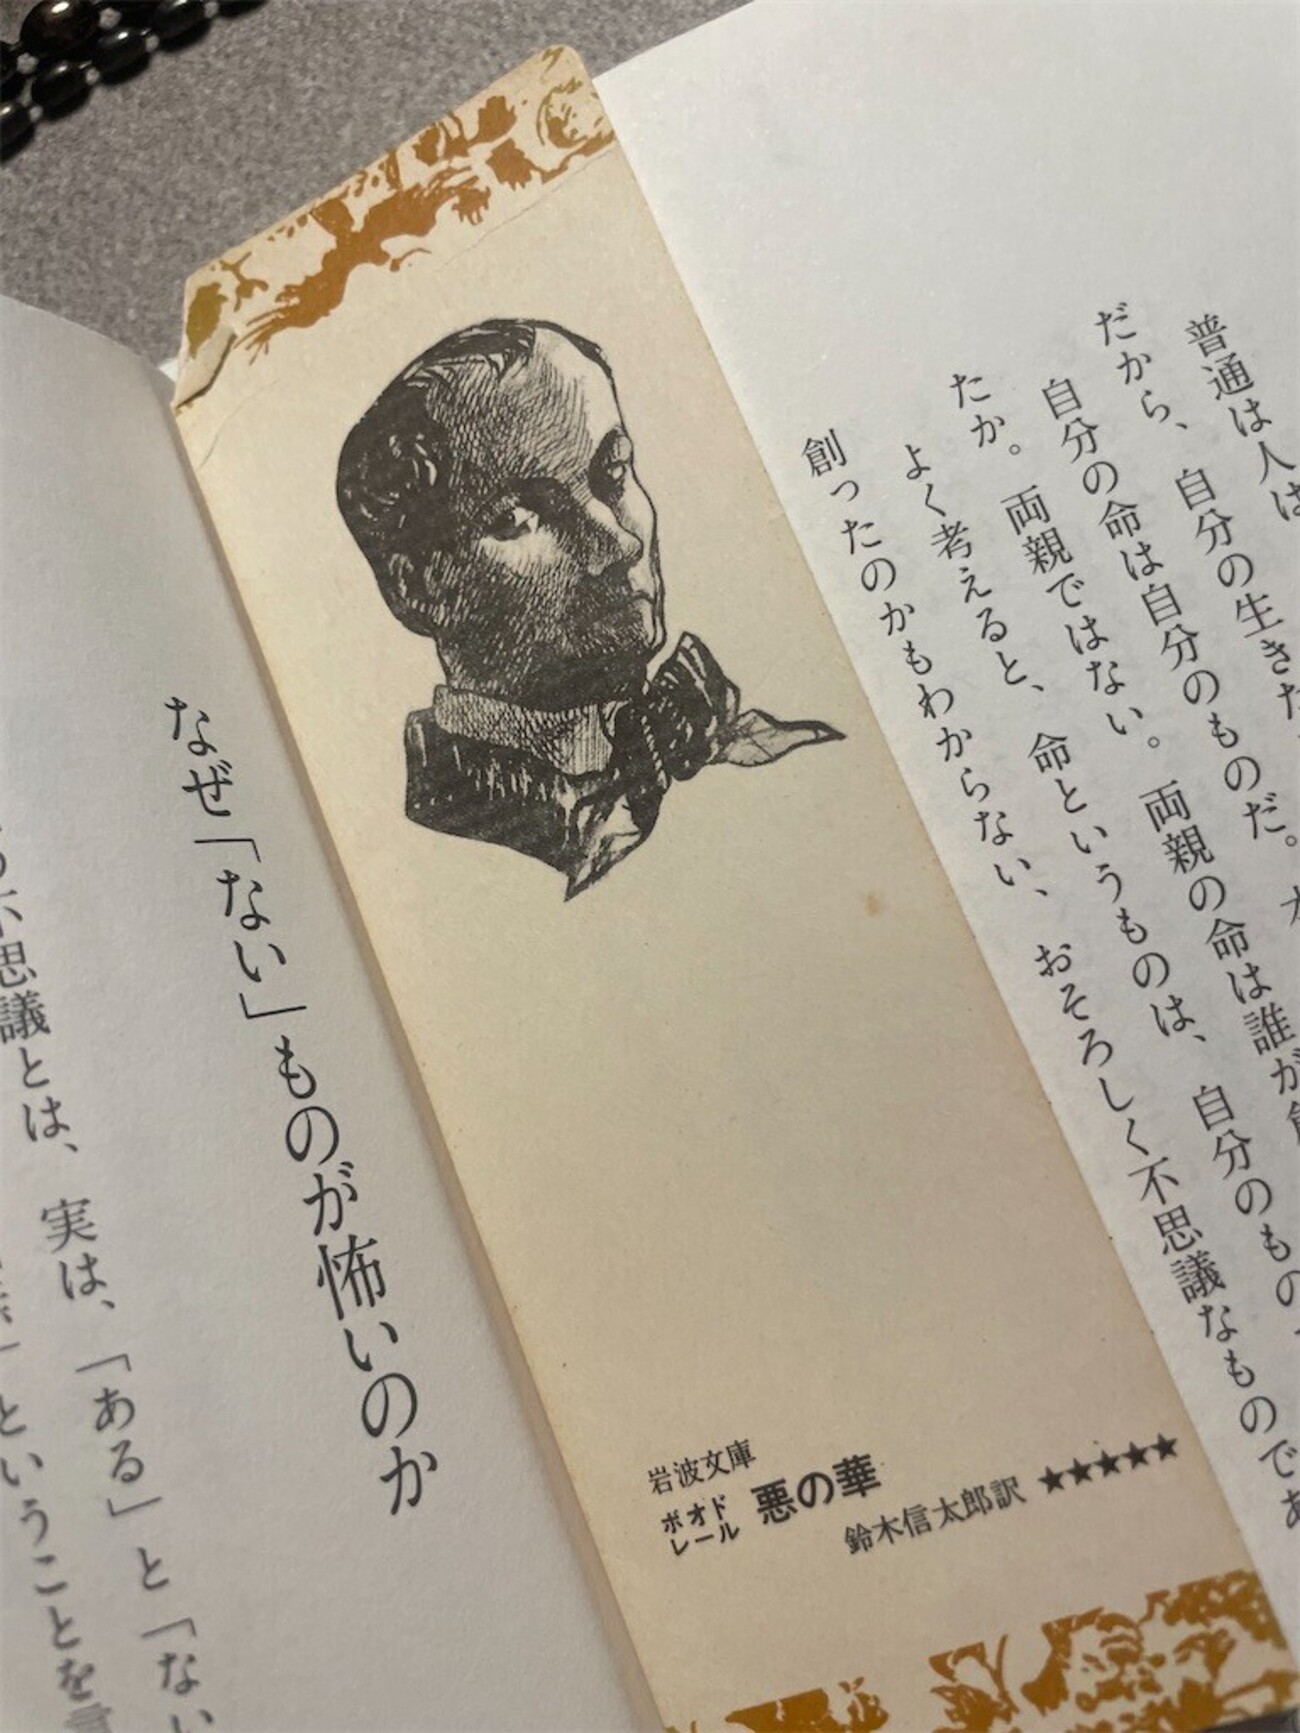 普通は人は
だから、自分の生きた
自分の命は自分のものだ。
たか。両親ではない。両親の命は誰が
よく考えると、命というものは、自分のもの
創ったのかもわからない、おそろしく不思議なものであ
岩波文庫
ボオドレール 悪の華
鈴木信太郎訳 ★★★★★
なぜ「ない」ものが怖いのか
不思議とは、実は、「ある」と「ない
ということを言